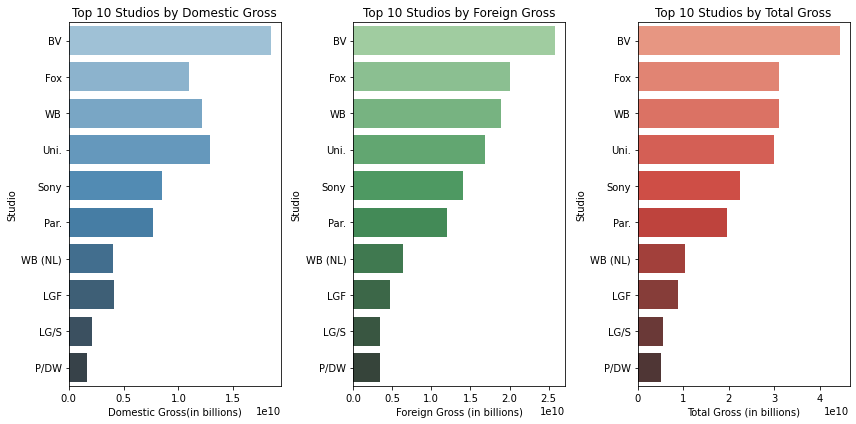 Top 10 Studios by Domestic Gross
Studio
BV
Fox
WB
Uni.
Sony
Par.
WB (NL)
LGF
LG/S
P/DW
0.0 0.5 1.0 1.5
1e10
Domestic Gross(in billions)
Top 10 Studios by Foreign Gross
Studio
BV
Fox
WB
Uni.
Sony
Par.
WB (NL)
LGF
LG/S
P/DW
0.0 0.5 1.0 1.5 2.0 2.5
1e10
Foreign Gross (in billions)
Top 10 Studios by Total Gross
Studio
BV
Fox
WB
Uni.
Sony
Par.
WB (NL)
LGF
LG/S
P/DW
0 1 2 3 4
1e10
Total Gross (in billions)